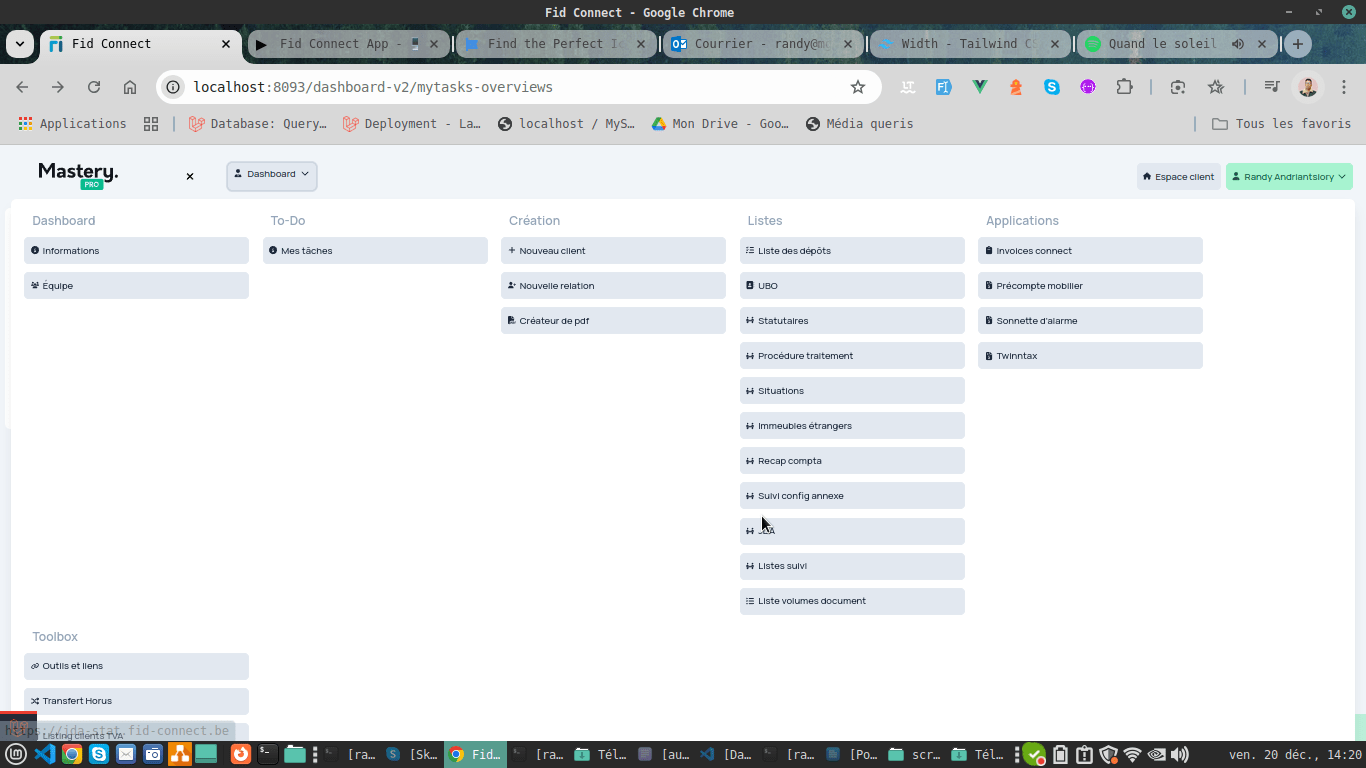 Fid Connect - Google Chrome
Fid Connect
Fid Connect App -
Find the Perfect Ic
Courrier - randy@my
Width - Tailwind CS
Quand le soleil
localhost:8093/dashboard-v2/mytasks-overviews
Applications
Database: Query…
Deployment - La…
localhost / MyS…
Mon Drive - Goo…
Média queris
Tous les favoris
Mastery.
PRO
Dashboard
Espace client
Randy Andriantsiory
Dashboard
To-Do
Création
Listes
Applications
Informations
Mes tâches
Nouveau client
Liste des dépôts
Invoices connect
Équipe
Nouvelle relation
UBO
Précompte mobilier
Créateur de pdf
Statutaires
Sonnette d'alarme
Procédure traitement
Twinntax
Situations
Immeubles étrangers
Recap compta
Suivi config annexe
Listes suivi
Liste volumes document
Toolbox
Outils et liens
Transfert Horus
Listing clients TVA
https://ida-stat.fid-connect.be
[ra…
[Sk…
Fid…
[ra…
Tél…
[au…
[Da…
[ra…
[Po…
scr…
Tél…
ven. 20 déc., 14:20